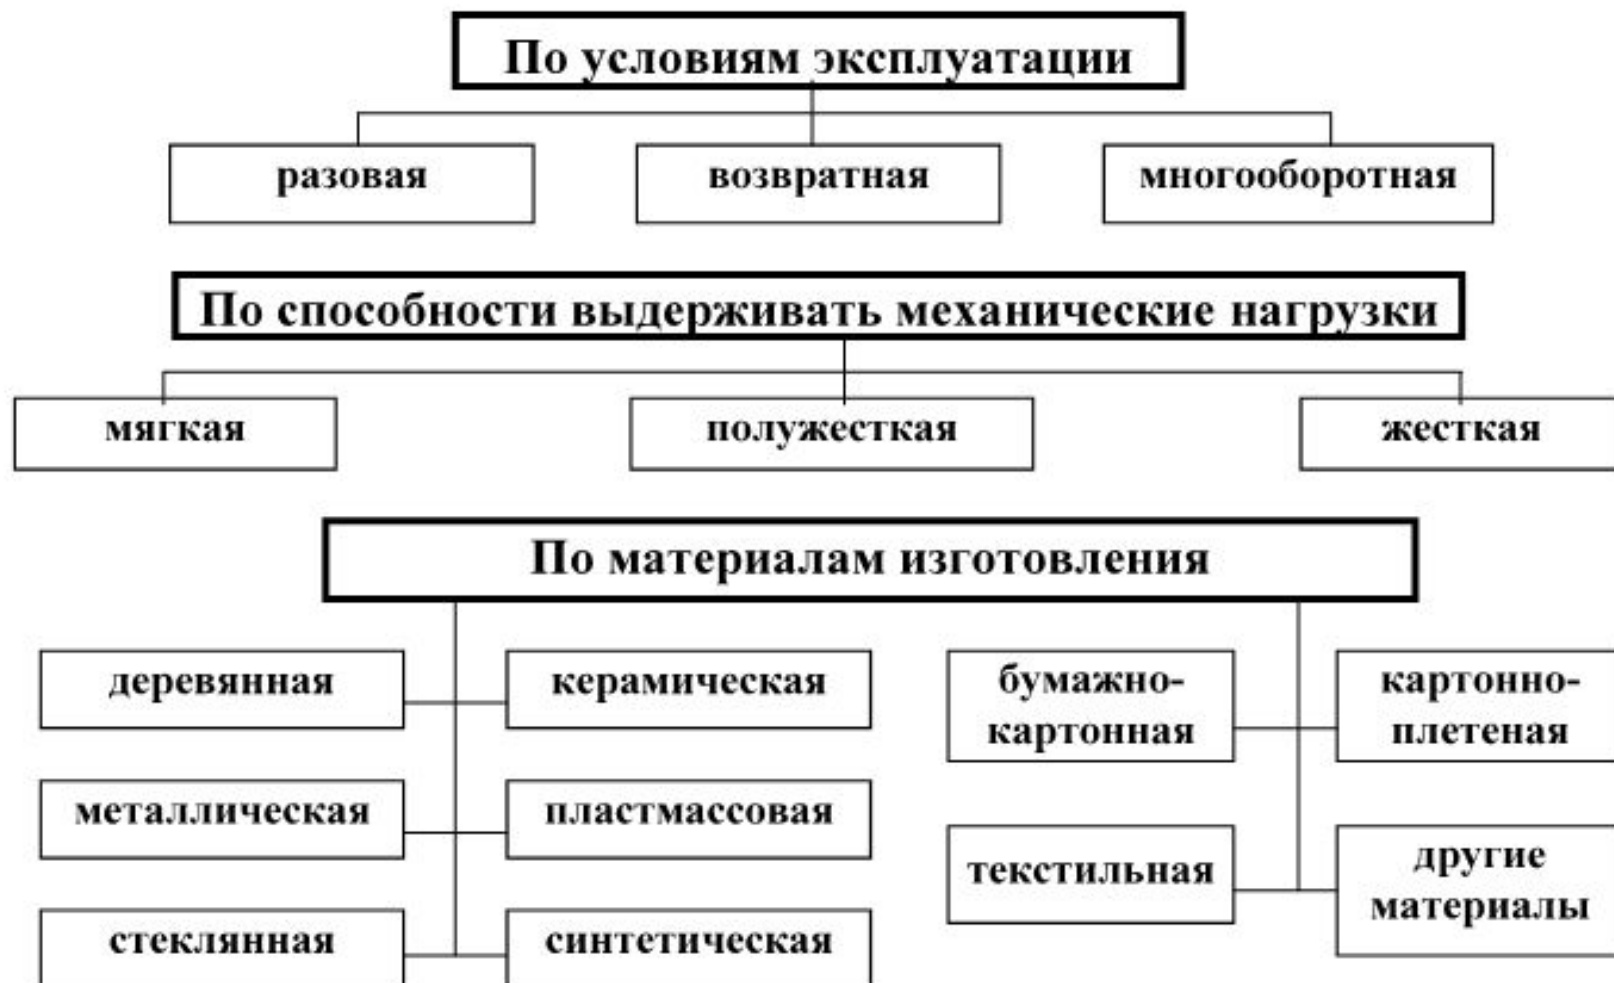 По условиям эксплуатации
разовая
возвратная
многооборотная
По способности выдерживать механические нагрузки
мягкая
полужесткая
жесткая
По материалам изготовления
деревянная
керамическая
бумажно-
картонная
картонно-
плетеная
металлическая
пластмассовая
текстильная
другие
материалы
стеклянная
синтетическая